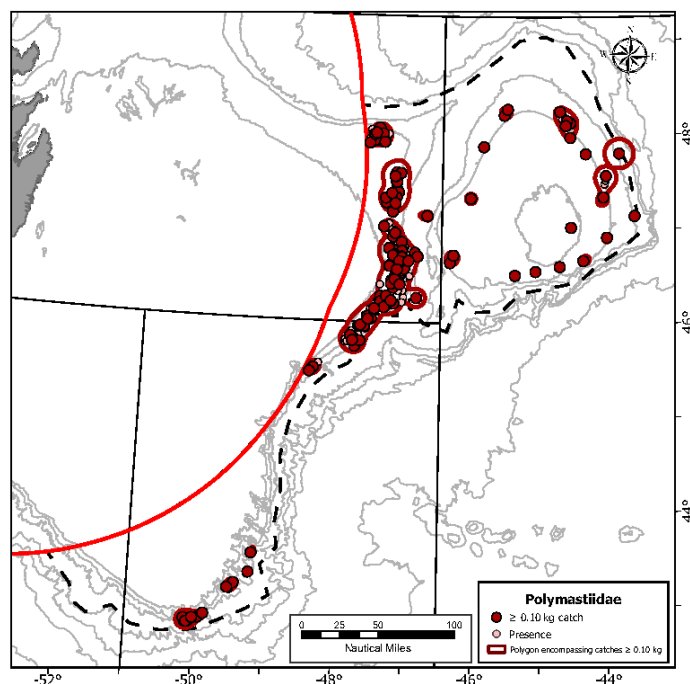 N
W E
S
48°
46°
44°
Polymastiidae
≥ 0.10 kg catch
Presence
Polygon encompassing catches ≥ 0.10 kg
0 25 50 100
Nautical Miles
-52° -50° -48° -46° -44°